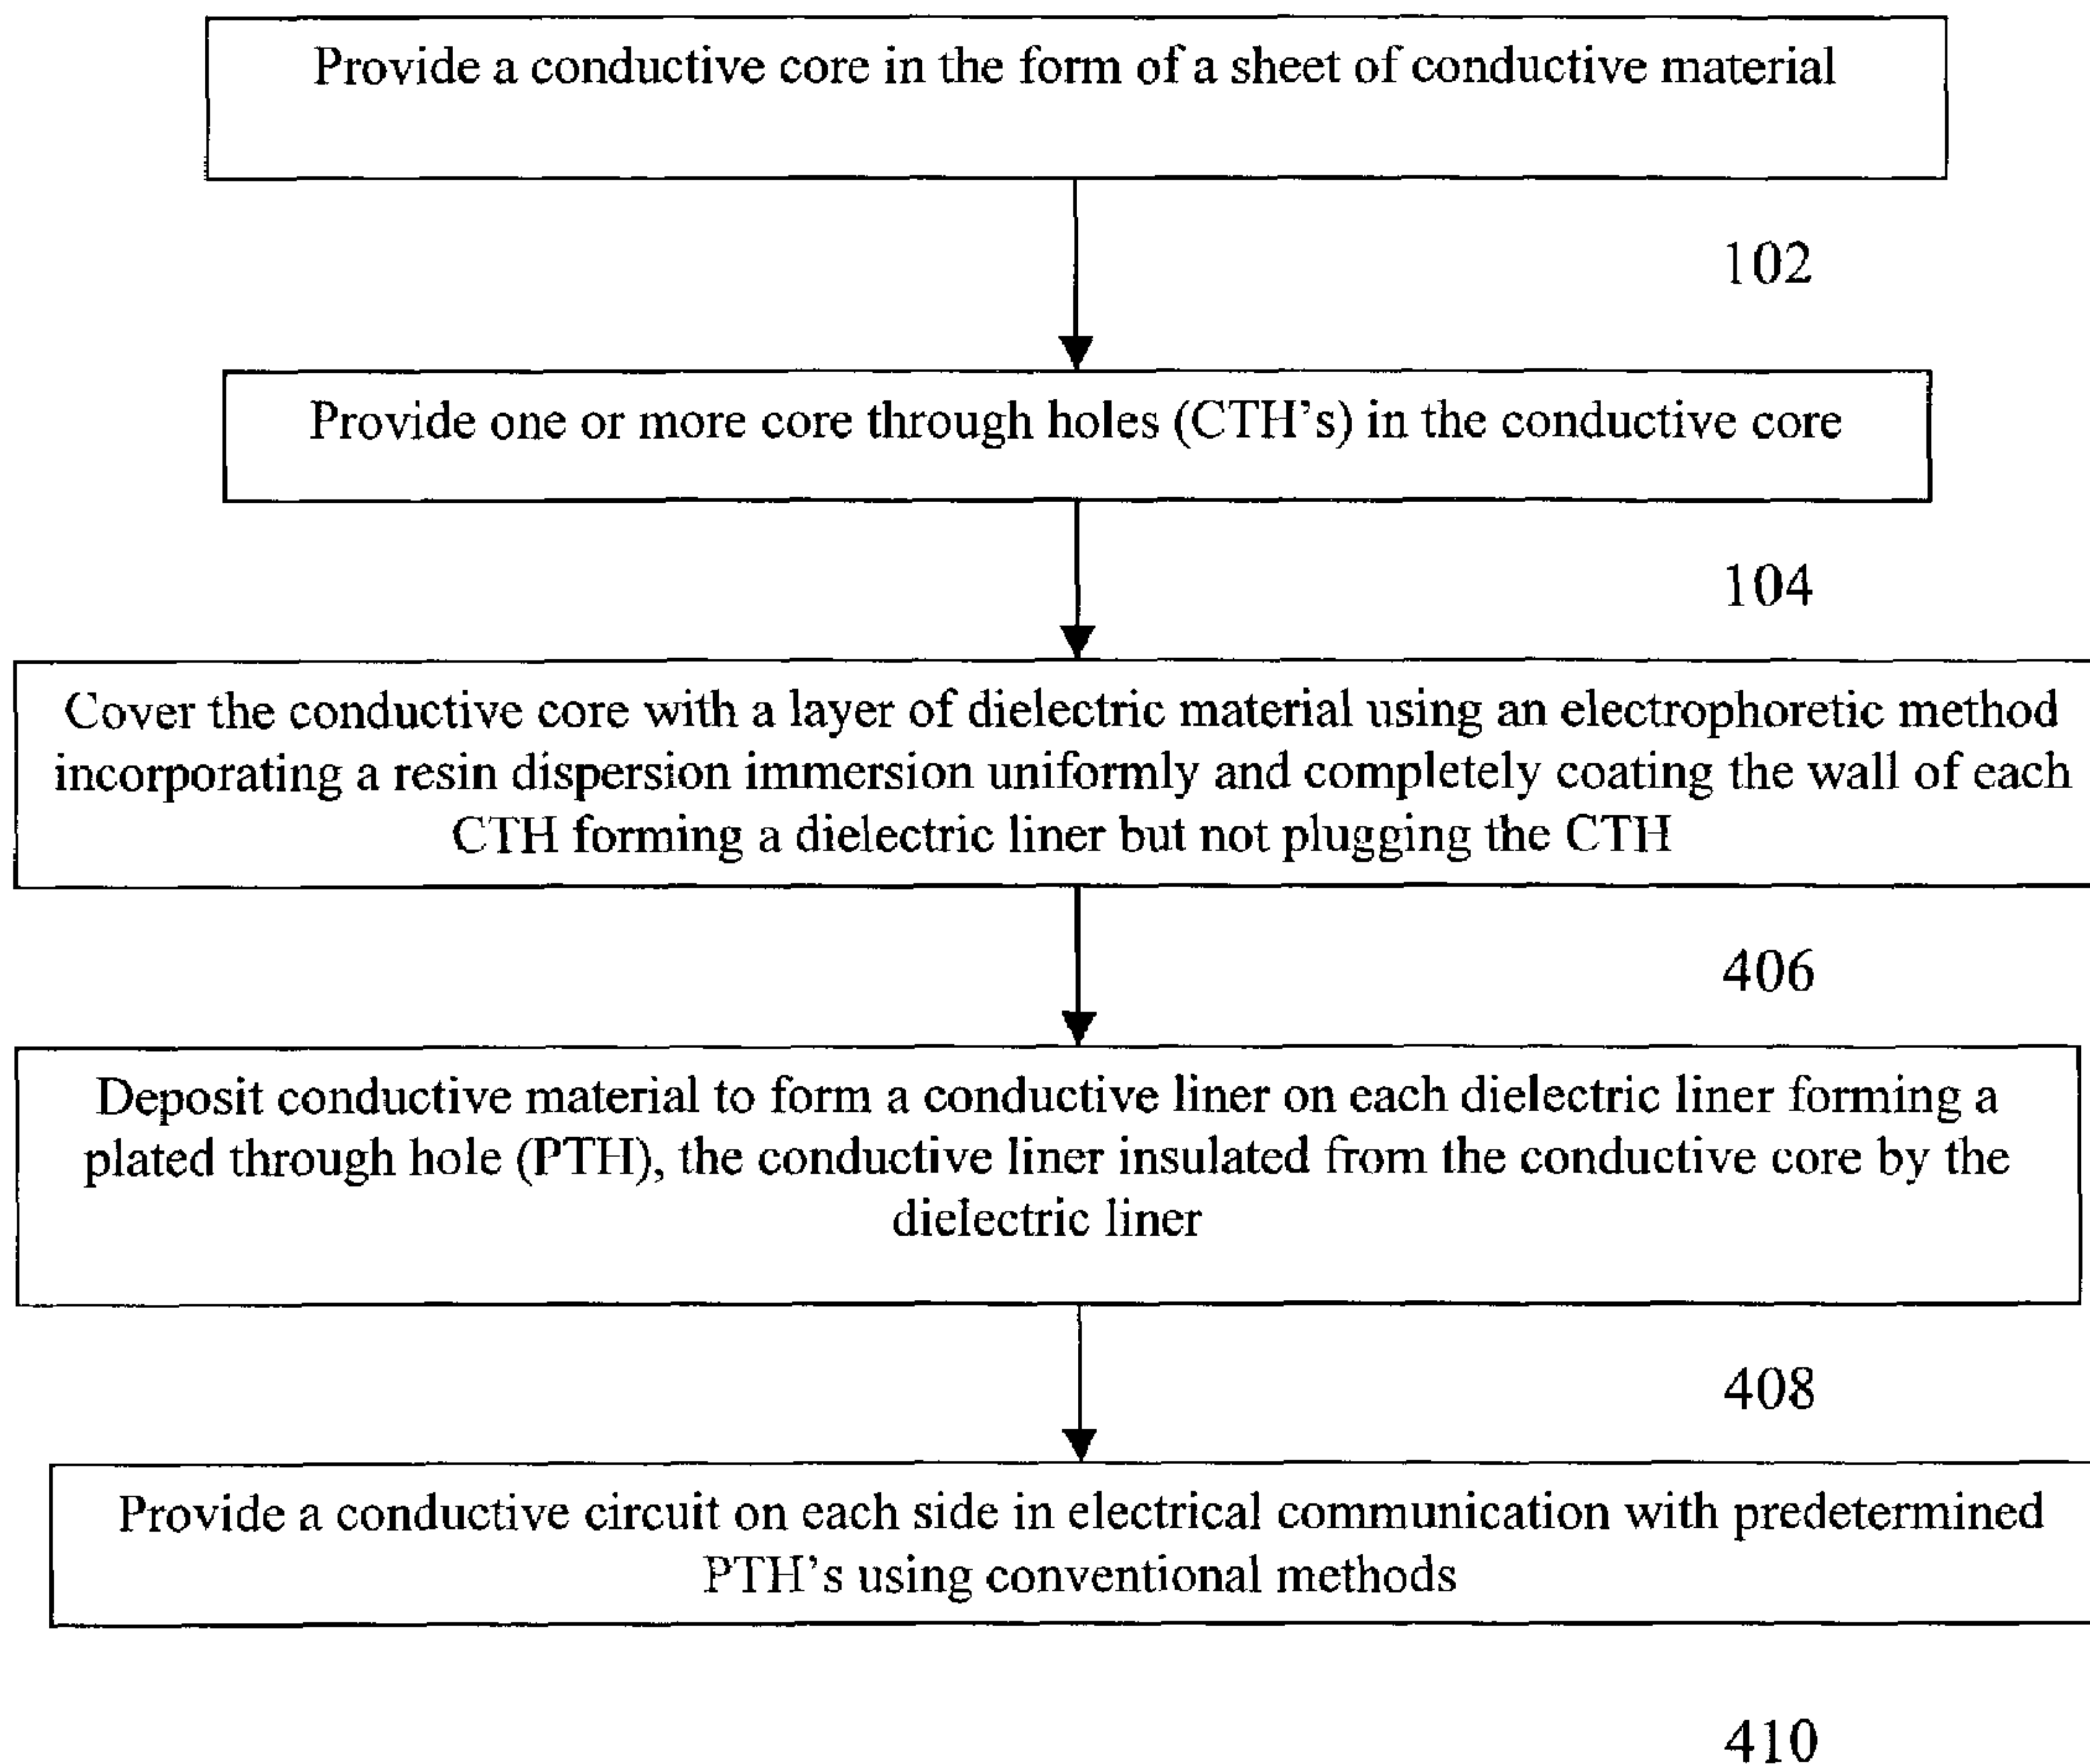 Provide a conductive core in the form of a sheet of conductive material
102
Provide one or more core through holes (CTH's) in the conductive core
104
Cover the conductive core with a layer of dielectric material using an electrophoretic method
incorporating a resin dispersion immersion uniformly and completely coating the wall of each
CTH forming a dielectric liner but not plugging the CTH
406
Deposit conductive material to form a conductive liner on each dielectric liner forming a
plated through hole (PTH), the conductive liner insulated from the conductive core by the
dielectric liner
408
Provide a conductive circuit on each side in electrical communication with predetermined
PTH's using conventional methods
410